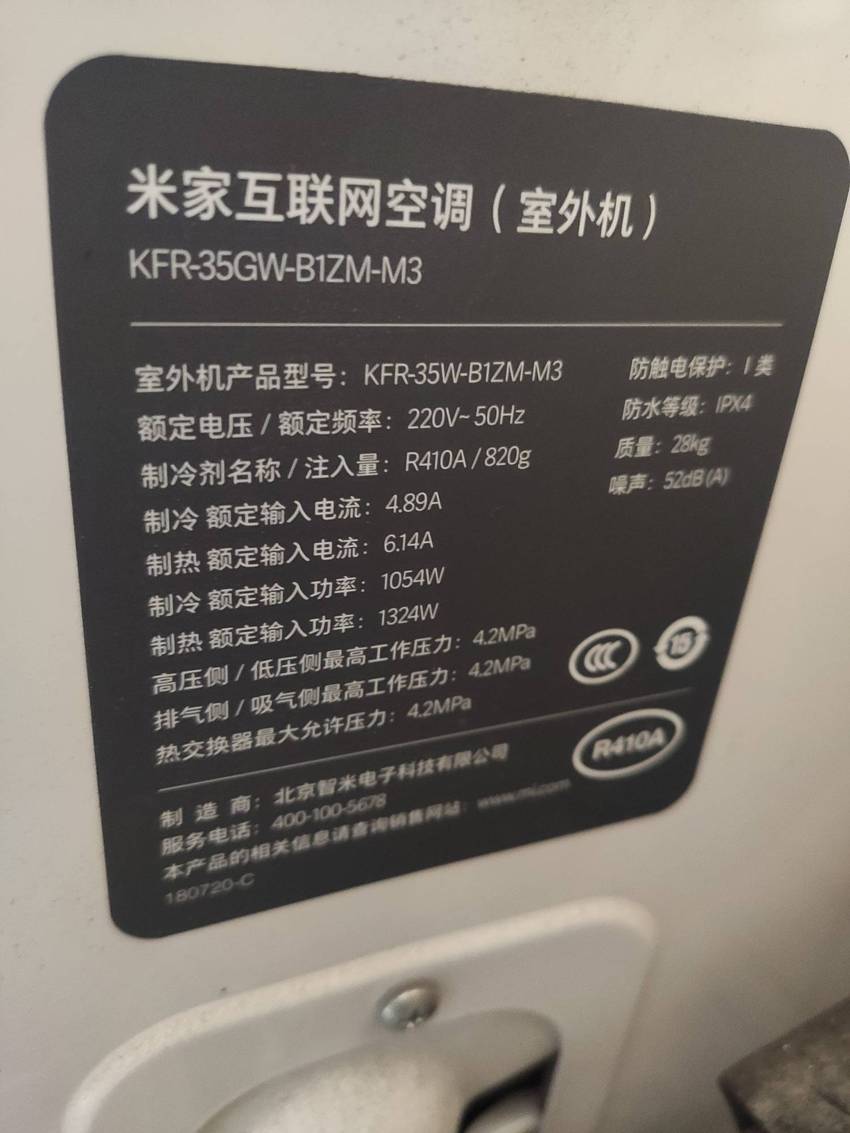 米家互联网空调（室外机）
KFR-35GW-B1ZM-M3
室外机产品型号：KFR-35W-B1ZM-M3
额定电压 / 额定频率：220V~ 50Hz
制冷剂名称 / 注入量：R410A / 820g
制冷 额定输入电流：4.89A
制热 额定输入电流：6.14A
制冷 额定输入功率：1054W
制热 额定输入功率：1324W
高压侧 / 低压侧最高工作压力：4.2MPa
排气侧 / 吸气侧最高工作压力：4.2MPa
热交换器最大允许压力：4.2MPa
防触电保护：I 类
防水等级：IPX4
质量：28kg
噪声：52dB (A)
CCC
15
R410A
制 造 商：北京智米电子科技有限公司
服务电话：400-100-5678
本产品的相关信息请查询销售网站：www.mi.com
180720-C